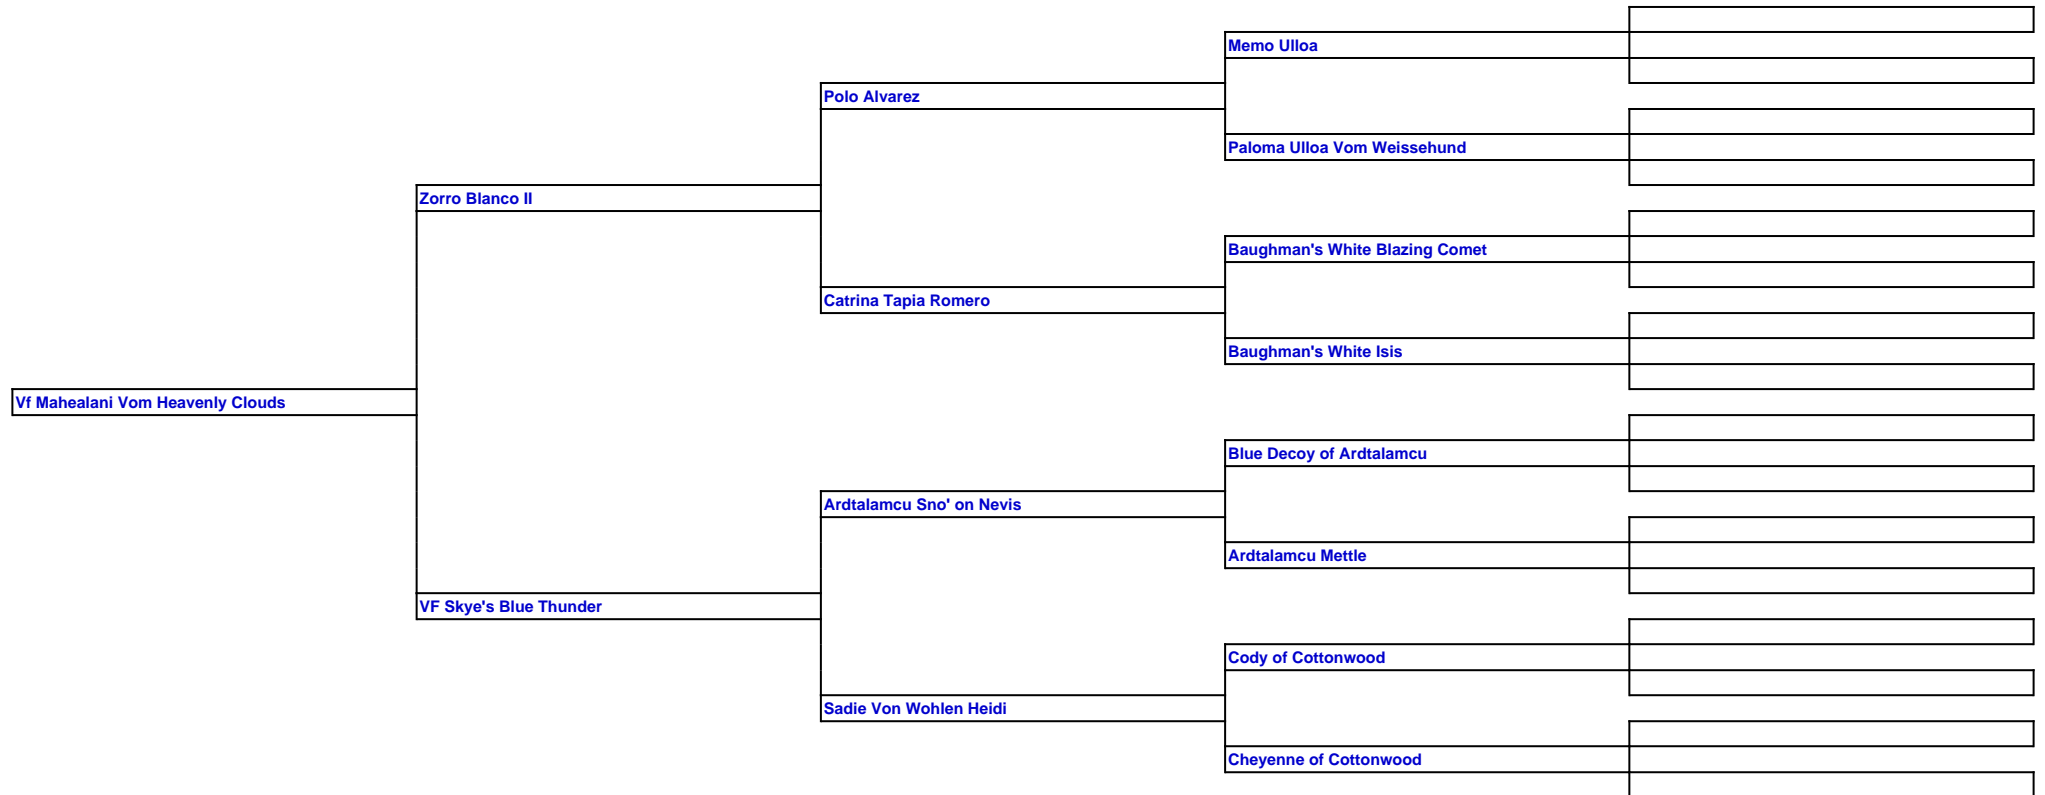 Memo Ulloa
Polo Alvarez
Paloma Ulloa Vom Weissehund
Zorro Blanco II
Baughman's White Blazing Comet
Catrina Tapia Romero
Baughman's White Isis
Vf Mahealani Vom Heavenly Clouds
Blue Decoy of Ardtalamcu
Ardtalamcu Sno' on Nevis
Ardtalamcu Mettle
VF Skye's Blue Thunder
Cody of Cottonwood
Sadie Von Wohlen Heidi
Cheyenne of Cottonwood